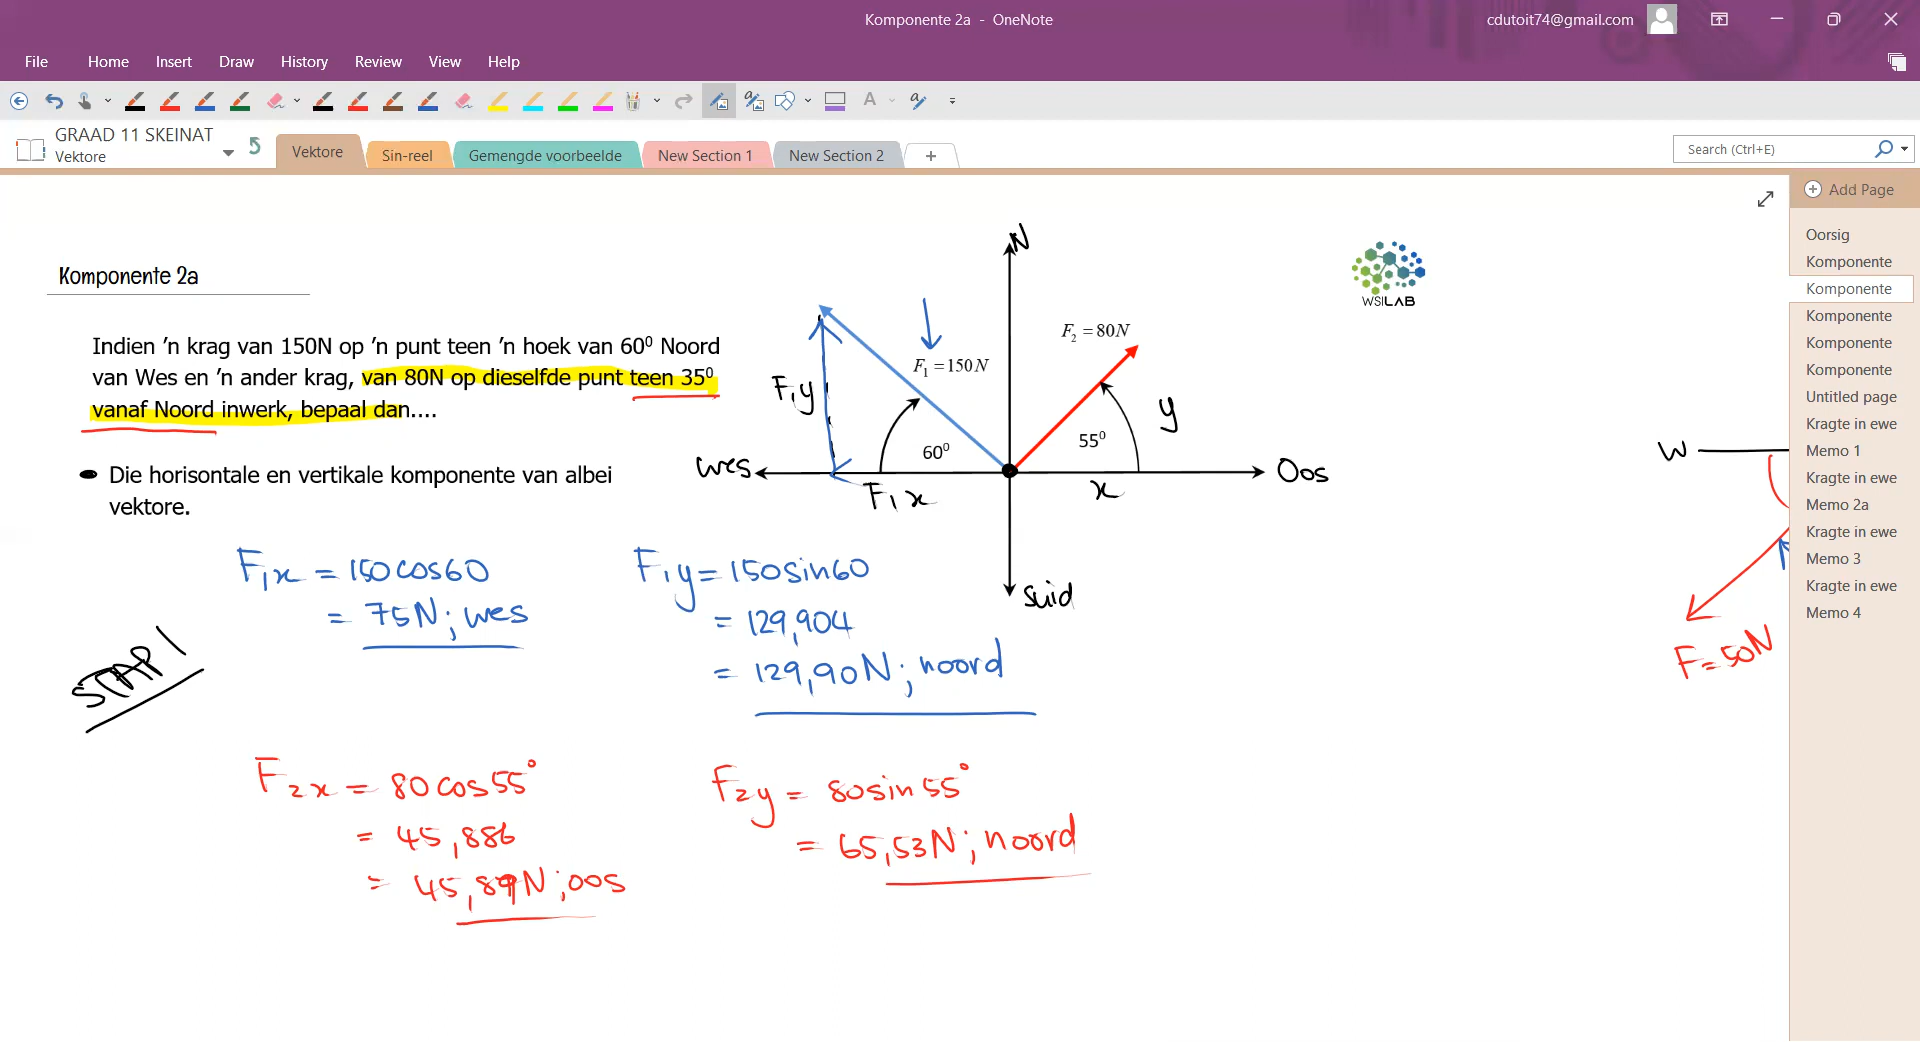 Komponente 2a - OneNote
cdutoit74@gmail.com
File Home Insert Draw History Review View Help
GRAAD 11 SKEINAT
Vektore
Vektore
Sin-reel
Gemengde voorbeelde
New Section 1
New Section 2
+
Search (Ctrl+E)
Add Page
Oorsig
Komponente
Komponente
Komponente
Komponente
Komponente
Untitled page
Kragte in ewe
Memo 1
Kragte in ewe
Memo 2a
Kragte in ewe
Memo 3
Kragte in ewe
Memo 4
Komponente 2a
Indien 'n krag van 150N op 'n punt teen 'n hoek van 60⁰ Noord
van Wes en 'n ander krag, van 80N op dieselfde punt teen 35⁰
vanaf Noord inwerk, bepaal dan....
Die horisontale en vertikale komponente van albei
vektore.
N
F₂ = 80N
F₁ = 150N
F₁y
y
60⁰
55⁰
wes
Oos
F₁x
x
suid
WSILAB
W
F = 50N
STAP 1
F₁x = 150cos60
= 75N; wes
F₁y = 150sin60
= 129,904
= 129,90N; noord
F₂x = 80cos55°
= 45,886
= 45,89N; oos
F₂y = 80sin55°
= 65,53N; noord